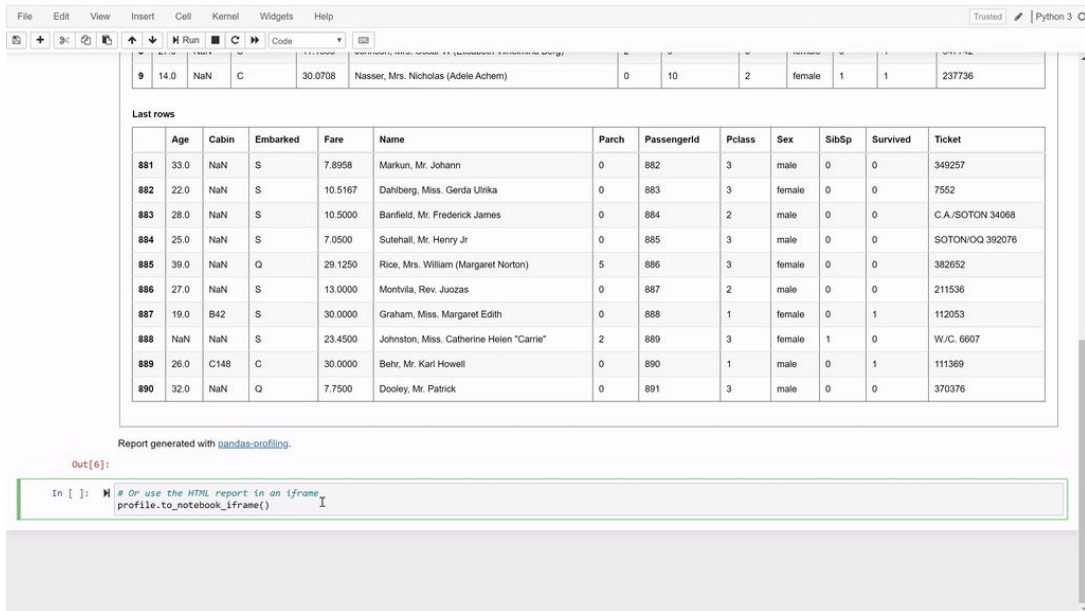 File Edit View Insert Cell Kernel Widgets Help Trusted Python 3
Run Code
9 14.0 NaN C 30.0708 Nasser, Mrs. Nicholas (Adele Achem) 0 10 2 female 1 1 237736
Last rows
Age Cabin Embarked Fare Name Parch PassengerId Pclass Sex SibSp Survived Ticket
881 33.0 NaN S 7.8958 Markun, Mr. Johann 0 882 3 male 0 0 349257
882 22.0 NaN S 10.5167 Dahlberg, Miss. Gerda Ulrika 0 883 3 female 0 0 7552
883 28.0 NaN S 10.5000 Banfield, Mr. Frederick James 0 884 2 male 0 0 C.A./SOTON 34068
884 25.0 NaN S 7.0500 Sutehall, Mr. Henry Jr 0 885 3 male 0 0 SOTON/OQ 392076
885 39.0 NaN Q 29.1250 Rice, Mrs. William (Margaret Norton) 5 886 3 female 0 0 382652
886 27.0 NaN S 13.0000 Montvila, Rev. Juozas 0 887 2 male 0 0 211536
887 19.0 B42 S 30.0000 Graham, Miss. Margaret Edith 0 888 1 female 0 1 112053
888 NaN NaN S 23.4500 Johnston, Miss. Catherine Helen "Carrie" 2 889 3 female 1 0 W./C. 6607
889 26.0 C148 C 30.0000 Behr, Mr. Karl Howell 0 890 1 male 0 1 111369
890 32.0 NaN Q 7.7500 Dooley, Mr. Patrick 0 891 3 male 0 0 370376
Report generated with pandas-profiling.
Out[6]:
In [ ]: # Or use the HTML report in an iframe
profile.to_notebook_iframe()